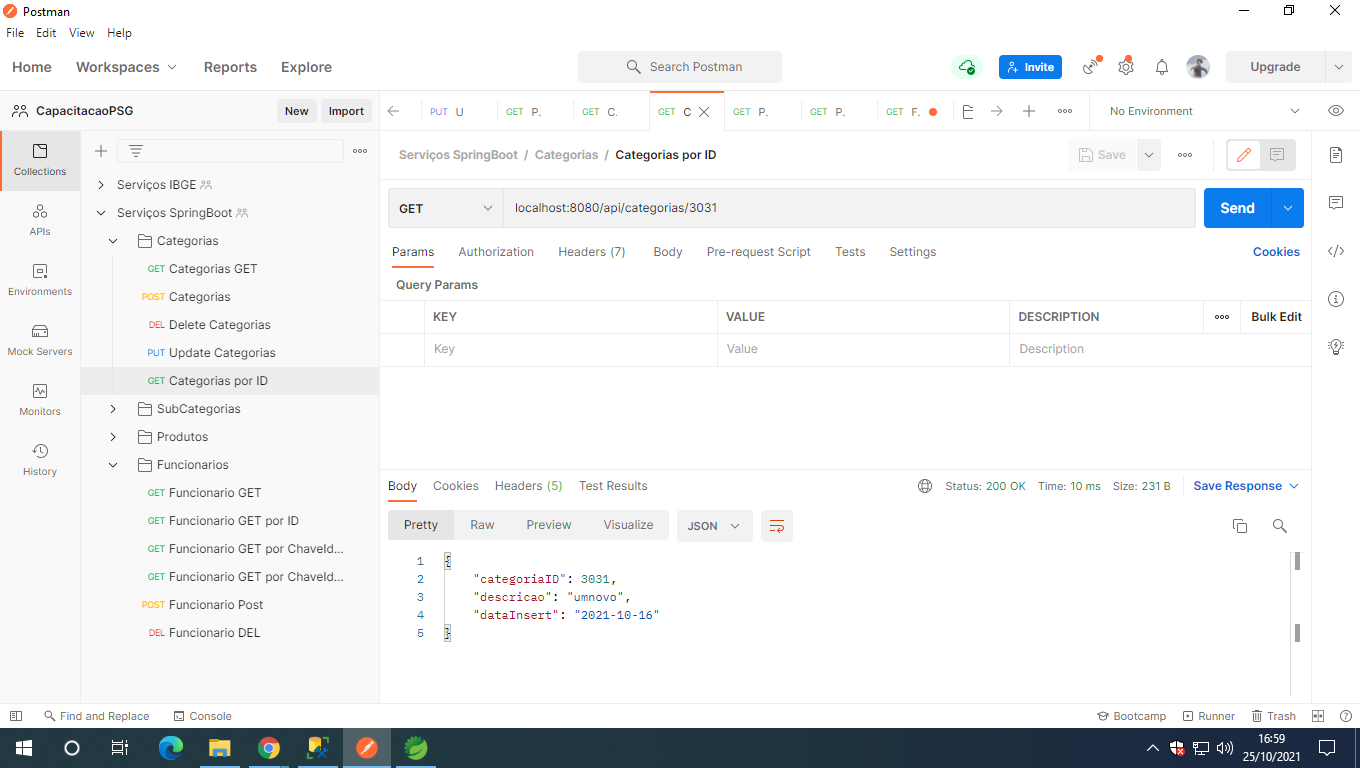 Postman
File Edit View Help
Home Workspaces Reports Explore Search Postman Invite Upgrade
CapacitacaoPSG New Import
PUT U GET P. GET C. GET C GET P. GET P. GET F. No Environment
Collections
APIs
Environments
Mock Servers
Monitors
History
Serviços IBGE
Serviços SpringBoot
Categorias
GET Categorias GET
POST Categorias
DEL Delete Categorias
PUT Update Categorias
GET Categorias por ID
SubCategorias
Produtos
Funcionarios
GET Funcionario GET
GET Funcionario GET por ID
GET Funcionario GET por ChaveId...
GET Funcionario GET por ChaveId...
POST Funcionario Post
DEL Funcionario DEL
Serviços SpringBoot / Categorias / Categorias por ID Save
GET localhost:8080/api/categorias/3031 Send
Params Authorization Headers (7) Body Pre-request Script Tests Settings Cookies
Query Params
KEY VALUE DESCRIPTION Bulk Edit
Key Value Description
Body Cookies Headers (5) Test Results Status: 200 OK Time: 10 ms Size: 231 B Save Response
Pretty Raw Preview Visualize JSON
1 {
2 "categoriaID": 3031,
3 "descricao": "umnovo",
4 "dataInsert": "2021-10-16"
5 }
Find and Replace Console Bootcamp Runner Trash
16:59
25/10/2021